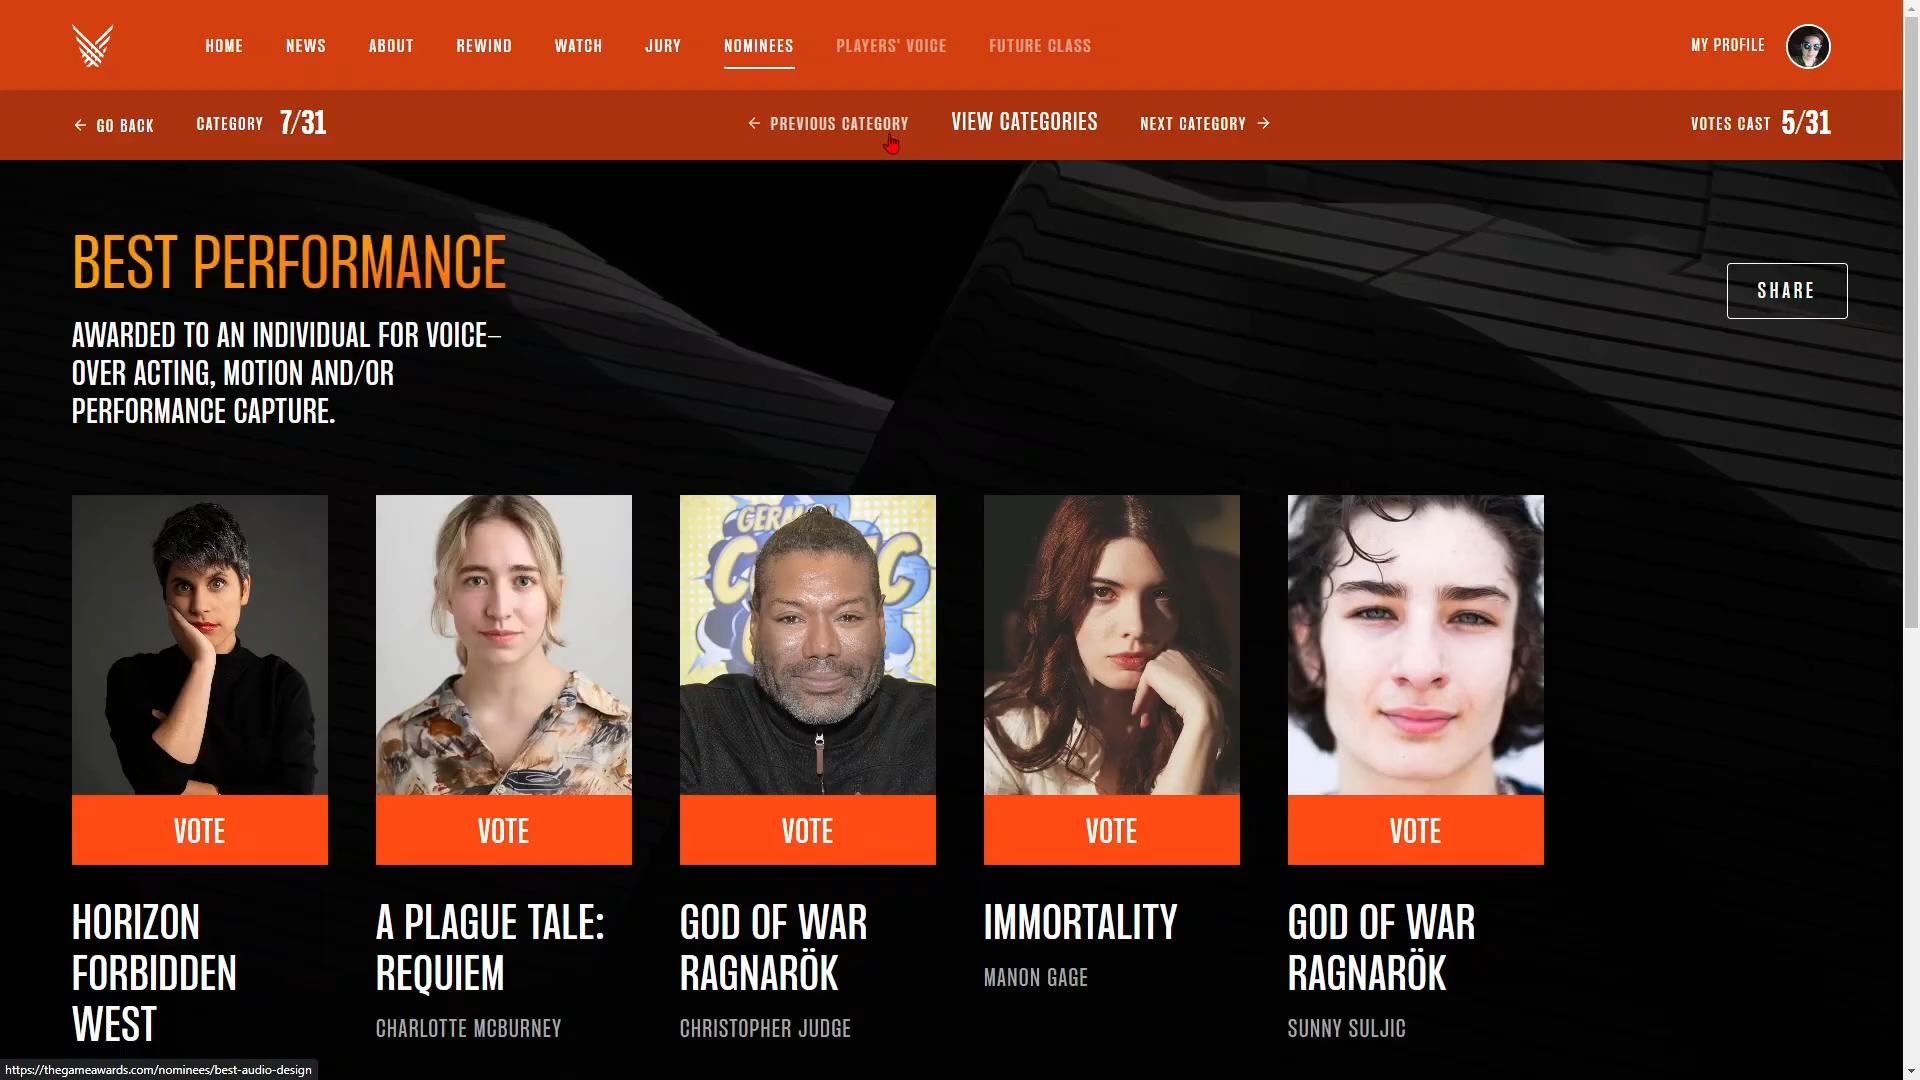 HOME NEWS ABOUT REWIND WATCH JURY NOMINEES PLAYERS' VOICE FUTURE CLASS MY PROFILE
← GO BACK CATEGORY 7/31 ← PREVIOUS CATEGORY VIEW CATEGORIES NEXT CATEGORY → VOTES CAST 5/31
BEST PERFORMANCE
SHARE
AWARDED TO AN INDIVIDUAL FOR VOICE-
OVER ACTING, MOTION AND/OR
PERFORMANCE CAPTURE.
GERMAN
VOTE VOTE VOTE VOTE VOTE
HORIZON
FORBIDDEN
WEST
A PLAGUE TALE:
REQUIEM
CHARLOTTE MCBURNEY
GOD OF WAR
RAGNARÖK
CHRISTOPHER JUDGE
IMMORTALITY
MANON GAGE
GOD OF WAR
RAGNARÖK
SUNNY SULJIC
https://thegameawards.com/nominees/best-audio-design